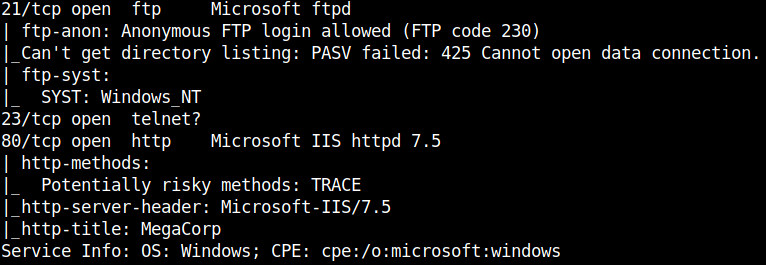 21/tcp open  ftp     Microsoft ftpd
| ftp-anon: Anonymous FTP login allowed (FTP code 230)
|_Can't get directory listing: PASV failed: 425 Cannot open data connection.
| ftp-syst:
|_  SYST: Windows_NT
23/tcp open  telnet?
80/tcp open  http    Microsoft IIS httpd 7.5
| http-methods:
|_  Potentially risky methods: TRACE
|_http-server-header: Microsoft-IIS/7.5
|_http-title: MegaCorp
Service Info: OS: Windows; CPE: cpe:/o:microsoft:windows